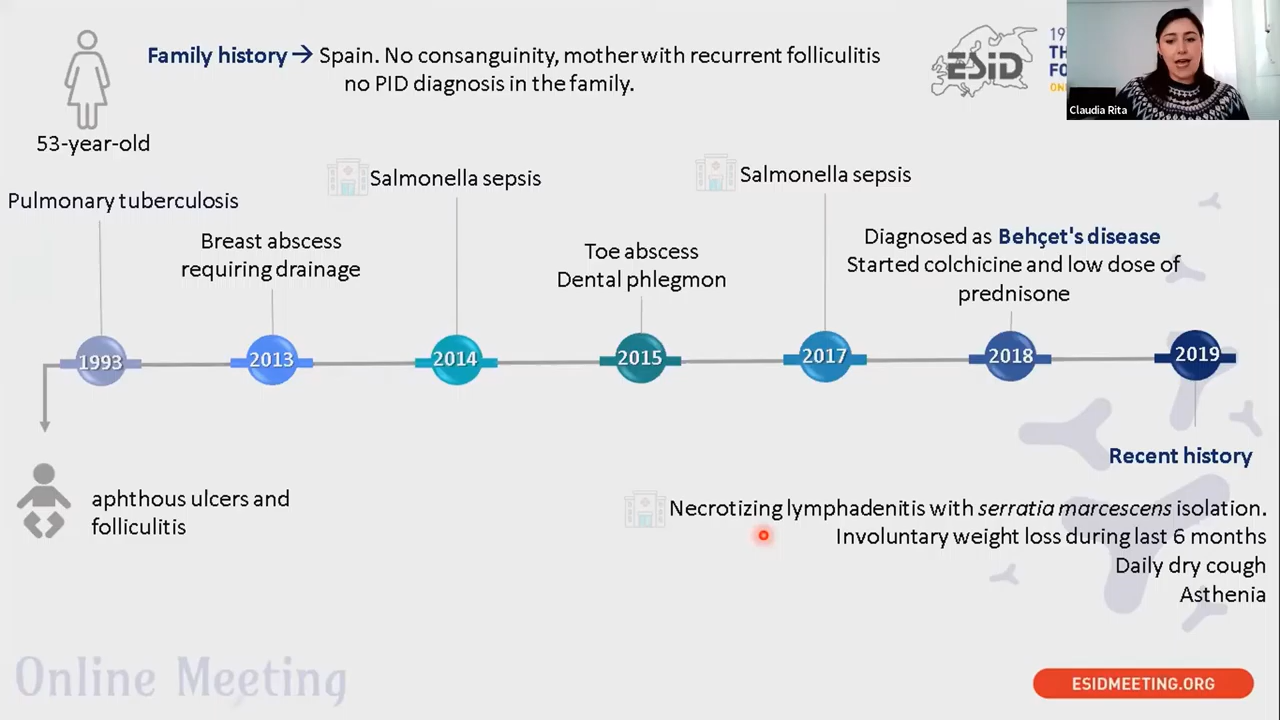 Family history → Spain. No consanguinity, mother with recurrent folliculitis
no PID diagnosis in the family.
ESID
19
TH
FO
ON
Claudia Rita
53-year-old
Pulmonary tuberculosis
Breast abscess
requiring drainage
Salmonella sepsis
Toe abscess
Dental phlegmon
Salmonella sepsis
Diagnosed as Behçet's disease
Started colchicine and low dose of
prednisone
1993
2013
2014
2015
2017
2018
2019
aphthous ulcers and
folliculitis
Recent history
Necrotizing lymphadenitis with serratia marcescens isolation.
Involuntary weight loss during last 6 months
Daily dry cough
Asthenia
Online Meeting
ESIDMEETING.ORG